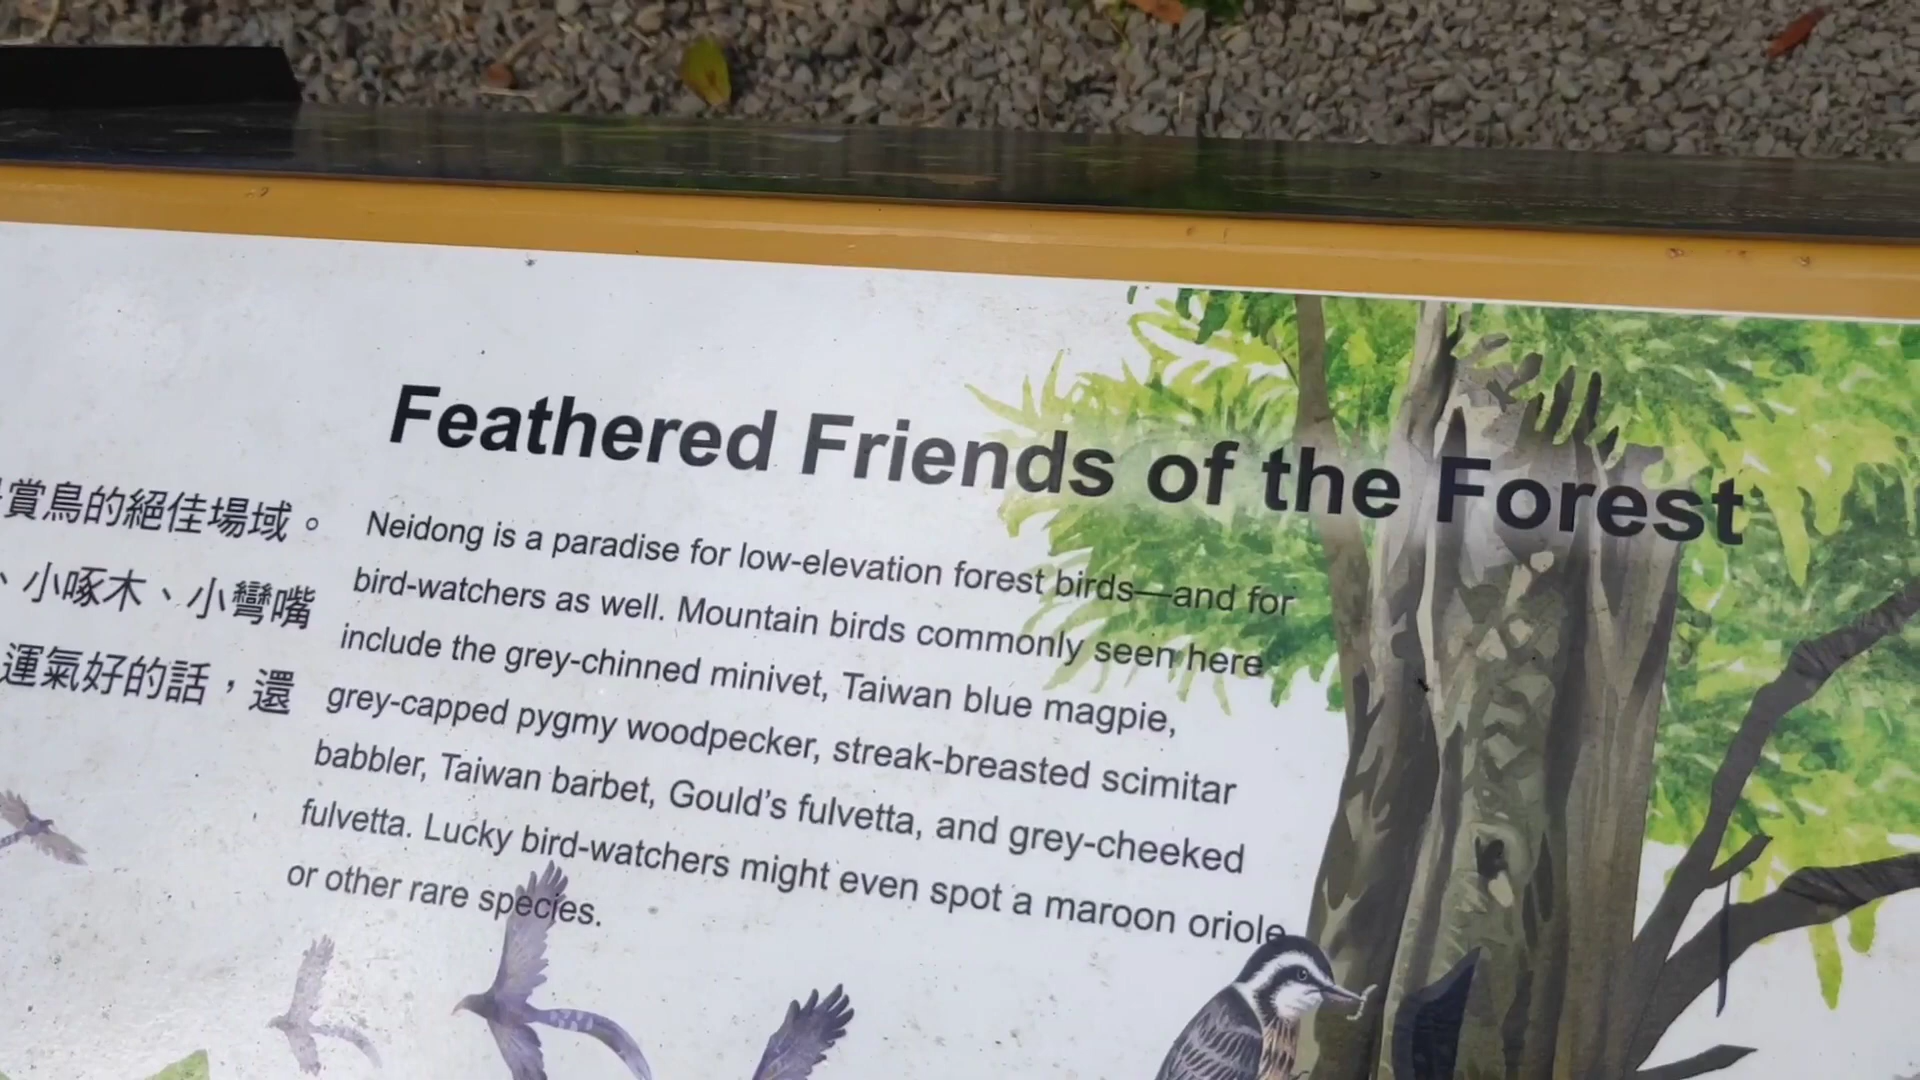 Feathered Friends of the Forest
賞鳥的絕佳場域。
、小啄木、小彎嘴
運氣好的話，還
Neidong is a paradise for low-elevation forest birds—and for
bird-watchers as well. Mountain birds commonly seen here
include the grey-chinned minivet, Taiwan blue magpie,
grey-capped pygmy woodpecker, streak-breasted scimitar
babbler, Taiwan barbet, Gould’s fulvetta, and grey-cheeked
fulvetta. Lucky bird-watchers might even spot a maroon oriole
or other rare species.